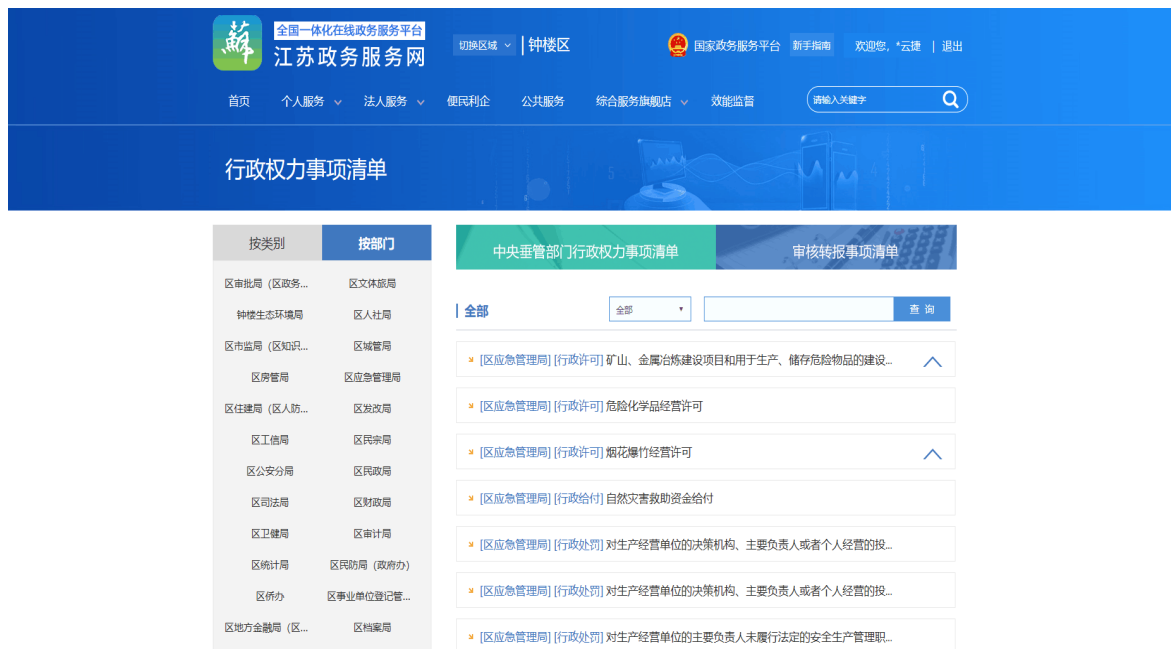 全国一体化在线政务服务平台
江苏政务服务网
切换区域 钟楼区
国家政务服务平台 新手指南 欢迎您，*云捷 | 退出
首页 个人服务 法人服务 便民利企 公共服务 综合服务旗舰店 效能监督 请输入关键字
行政权力事项清单
按类别 按部门
区审批局（区政务... 区文体旅局
钟楼生态环境局 区人社局
区市监局（区知识... 区城管局
区房管局 区应急管理局
区住建局（区人防... 区发改局
区工信局 区民宗局
区公安分局 区民政局
区司法局 区财政局
区卫健局 区审计局
区统计局 区民防局（政府办）
区侨办 区事业单位登记管...
区地方金融局（区... 区档案局
中央垂管部门行政权力事项清单 审核转报事项清单
全部 全部 查 询
[区应急管理局] [行政许可] 矿山、金属冶炼建设项目和用于生产、储存危险物品的建设...
[区应急管理局] [行政许可] 危险化学品经营许可
[区应急管理局] [行政许可] 烟花爆竹经营许可
[区应急管理局] [行政给付] 自然灾害救助资金给付
[区应急管理局] [行政处罚] 对生产经营单位的决策机构、主要负责人或者个人经营的投...
[区应急管理局] [行政处罚] 对生产经营单位的决策机构、主要负责人或者个人经营的投...
[区应急管理局] [行政处罚] 对生产经营单位的主要负责人未履行法定的安全生产管理职...